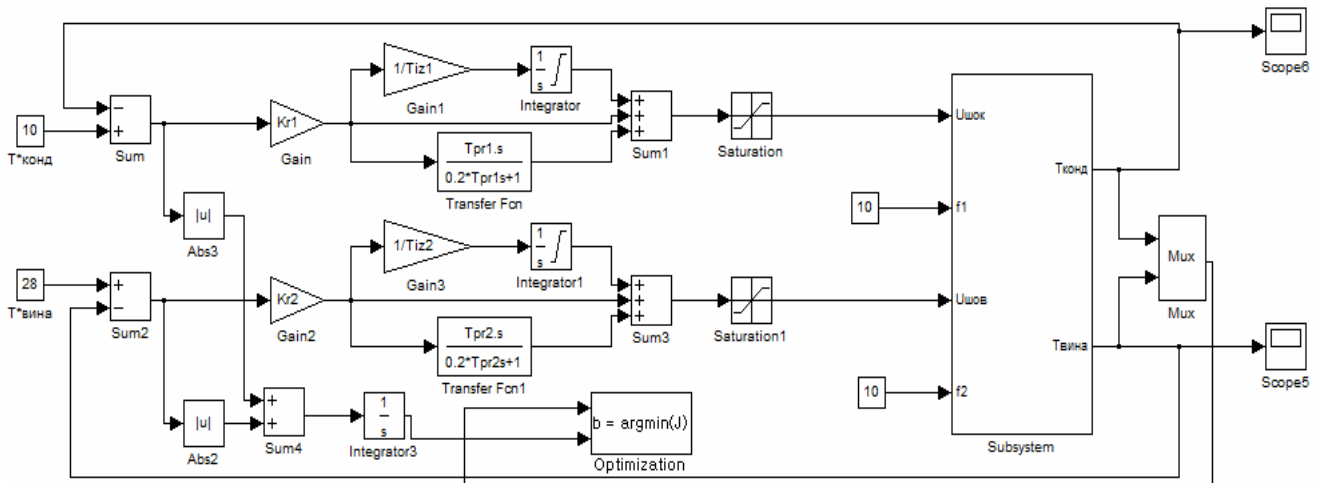 Scope6
1/Tiz1
1
s
Integrator
Gain1
10
T*конд
−
+
Sum
Kr1
Gain
+
+
+
Sum1
Saturation
Tpr1.s
0.2*Tpr1s+1
Transfer Fcn
Uшок
Tконд
10
f1
|u|
Abs3
1/Tiz2
1
s
Integrator1
Gain3
Mux
Mux
28
T*вина
+
−
Sum2
Kr2
Gain2
+
+
+
Sum3
Saturation1
Uшов
Tpr2.s
0.2*Tpr2s+1
Transfer Fcn1
Tвина
Scope5
10
f2
|u|
Abs2
+
+
Sum4
1
s
Integrator3
b = argmin(J)
Optimization
Subsystem